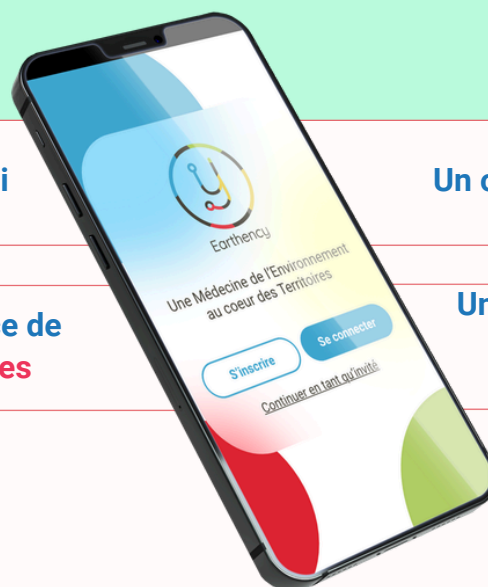 i
Un
e de
es
Un
Earthency
Une Médecine de l'Environnement
au coeur des Territoires
S'inscrire
Se connecter
Continuer en tant qu'invité